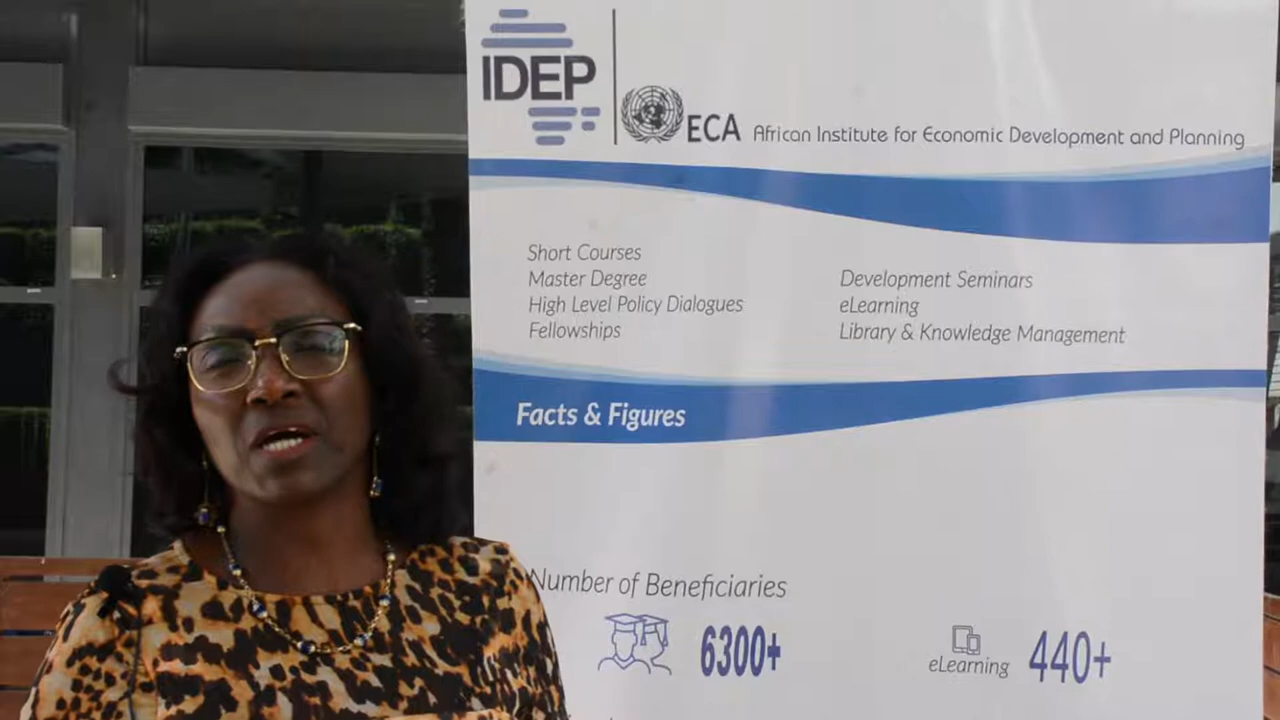 IDEP
ECA African Institute for Economic Development and Planning
Short Courses
Master Degree
High Level Policy Dialogues
Fellowships
Development Seminars
eLearning
Library & Knowledge Management
Facts & Figures
Number of Beneficiaries
6300+
eLearning 440+